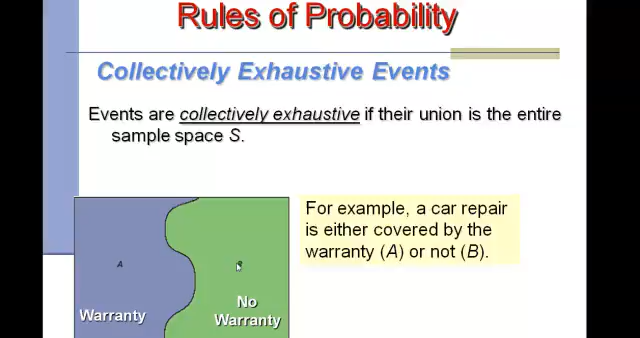 Rules of Probability
Collectively Exhaustive Events
Events are collectively exhaustive if their union is the entire
sample space S.
For example, a car repair
is either covered by the
warranty (A) or not (B).
A
B
Warranty
No
Warranty